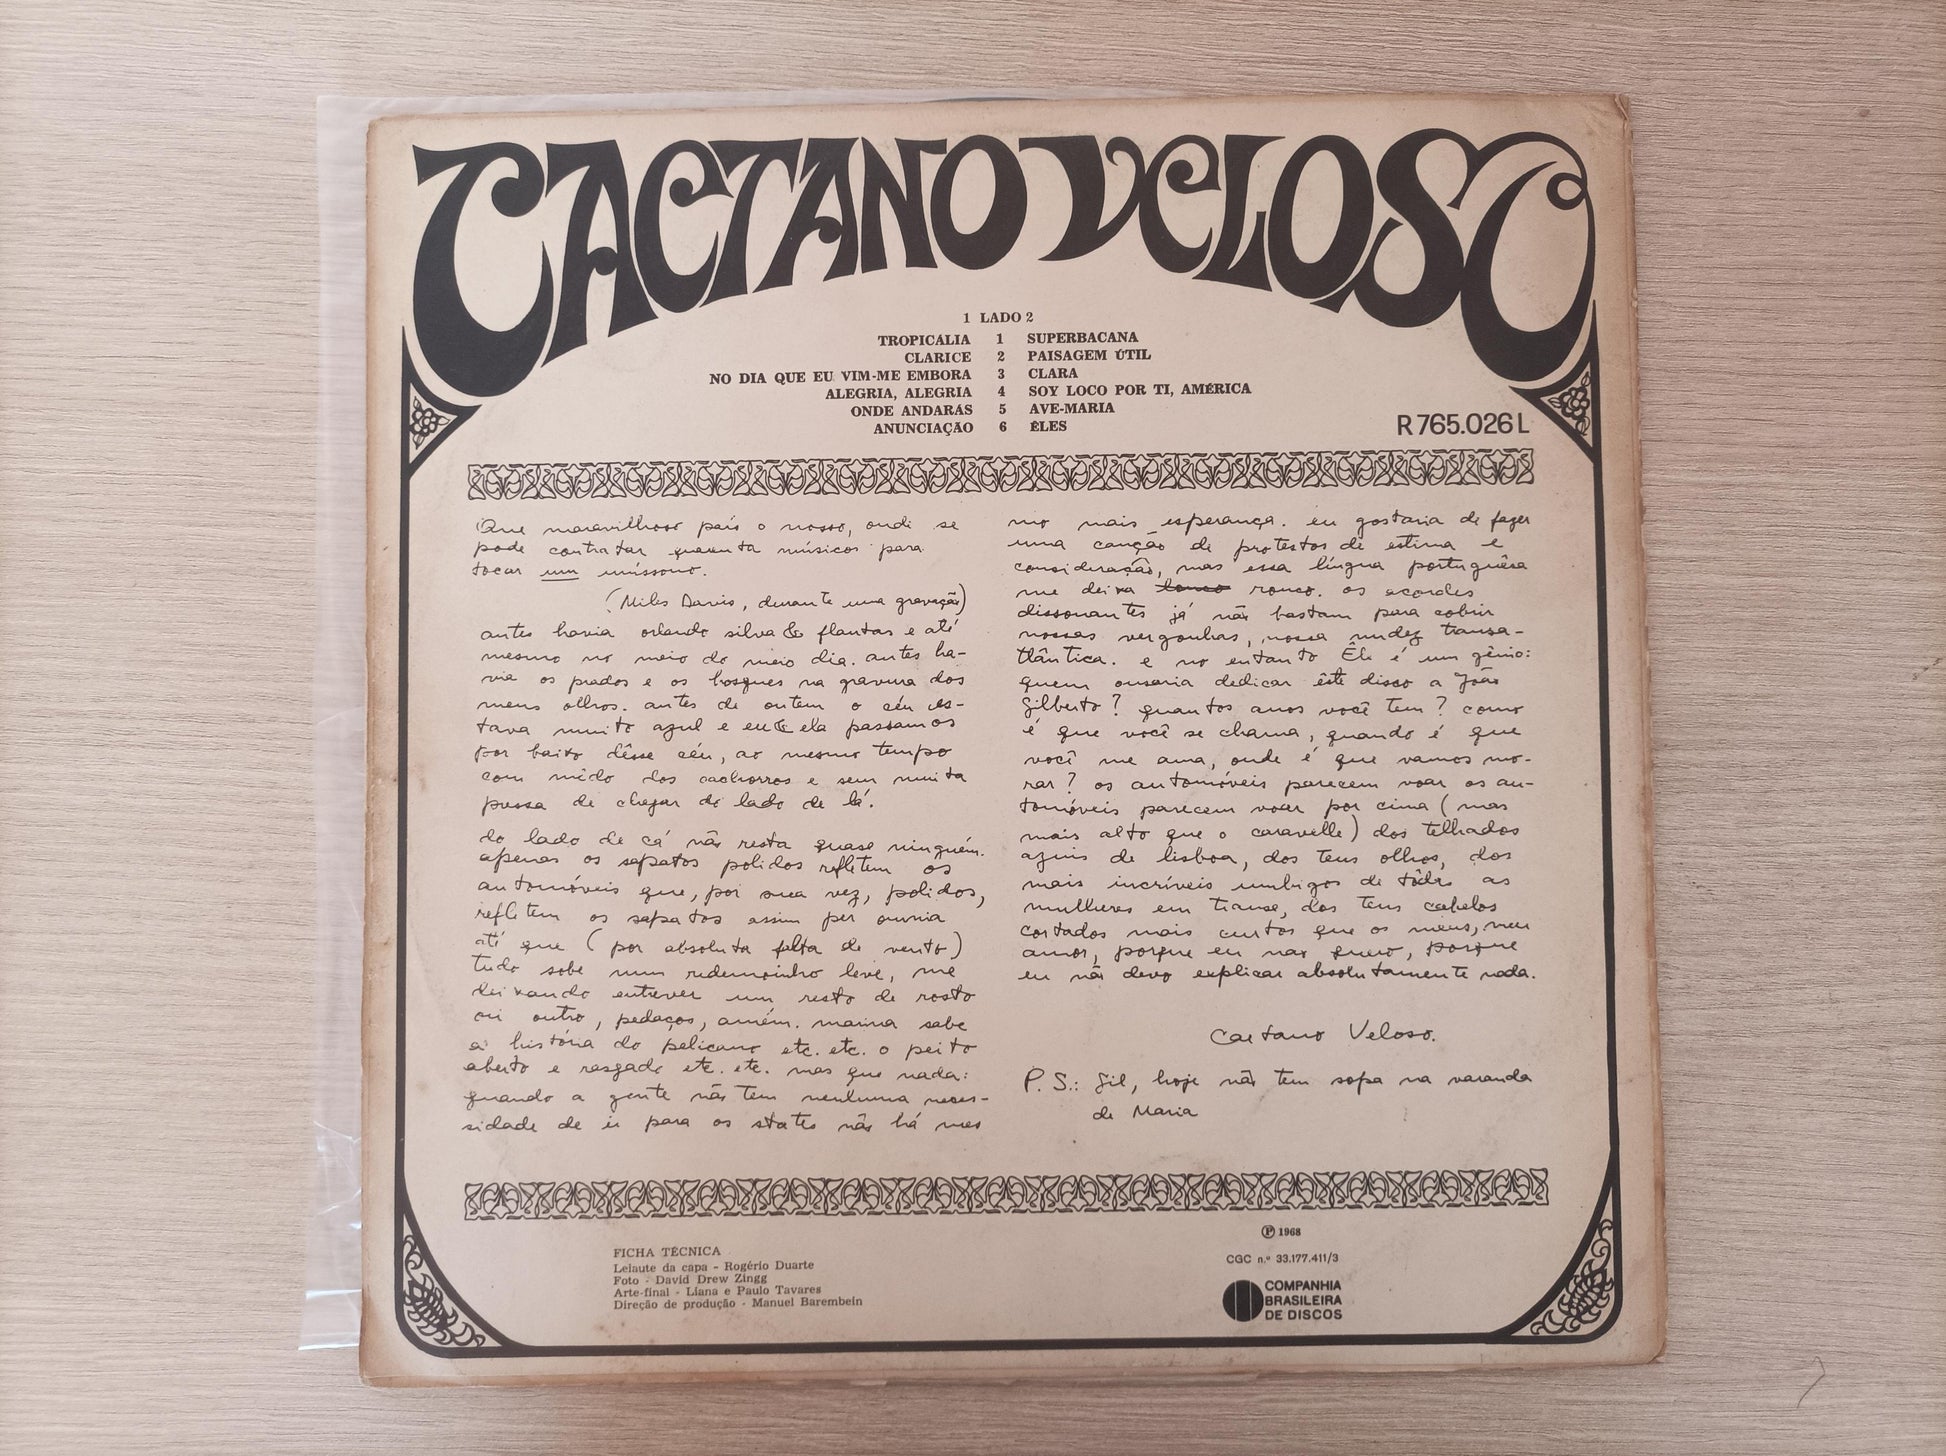 CAETANO VELOSO
1 LADO 2
TROPICÁLIA 1 SUPERBACANA
CLARICE 2 PAISAGEM ÚTIL
NO DIA QUE EU VIM-ME EMBORA 3 CLARA
ALEGRIA, ALEGRIA 4 SOY LOCO POR TI, AMÉRICA
ONDE ANDARÁS 5 AVE-MARIA
ANUNCIAÇÃO 6 ÊLES
R 765.026 L
Que maravilhoso país o nosso, onde se
pode contratar quarenta músicos para
tocar um uníssono.
(Miles Davis, durante uma gravação)
antes havia orlando silva & flautas e até
mesmo no meio do meio dia. antes ha-
via os prados e os bosques na gravura dos
meus olhos. antes de ontem o céu es-
tava muito azul e eu & ela passamos
por baixo dêsse céu, ao mesmo tempo
com mêdo dos cachorros e sem muita
pressa de chegar do lado de lá.
do lado de cá não resta quase ninguém.
apenas os sapatos polidos refletem os
automóveis que, por sua vez, polidos,
refletem os sapatos assim per omnia
até que (por absoluta falta de vento)
tudo sobe num redemoinho leve, me
deixando entrever um resto de rosto
ou outro, pedaços, amém. marina sabe
a história do pelicano etc. etc. o peito
aberto e rasgado etc. etc. mas que nada:
quando a gente não tem nenhuma neces-
sidade de ir para os states não há mes
mo mais esperança. eu gostaria de fazer
uma canção de protestos de estima e
consideração, mas essa língua portuguêsa
me deixa louco rouco. os acordes
dissonantes já não bastam para cobrir
nossas vergonhas, nossa nudez transa-
tlântica. e no entanto Êle é um gênio:
quem ousaria dedicar êste disco a João
Gilberto? quantos anos você tem? como
é que você se chama, quando é que
você me ama, onde é que vamos mo-
rar? os automóveis parecem voar os au-
tomóveis parecem voar por cima (mas
mais alto que o caravelle) dos telhados
azuis de lisboa, dos teus olhos, dos
mais incríveis umbigos de tôdas as
mulheres em transe, dos teus cabelos
cortados mais curtos que os meus, meu
amor, porque eu não quero, porque
eu não devo explicar absolutamente nada.
Caetano Veloso.
P. S.: Gil, hoje não tem sopa na varanda
de Maria
FICHA TÉCNICA
Leiaute da capa - Rogério Duarte
Foto - David Drew Zingg
Arte-final - Liana e Paulo Tavares
Direção de produção - Manuel Barembein
Ⓟ 1968
CGC n.º 33.177.411/3
COMPANHIA
BRASILEIRA
DE DISCOS